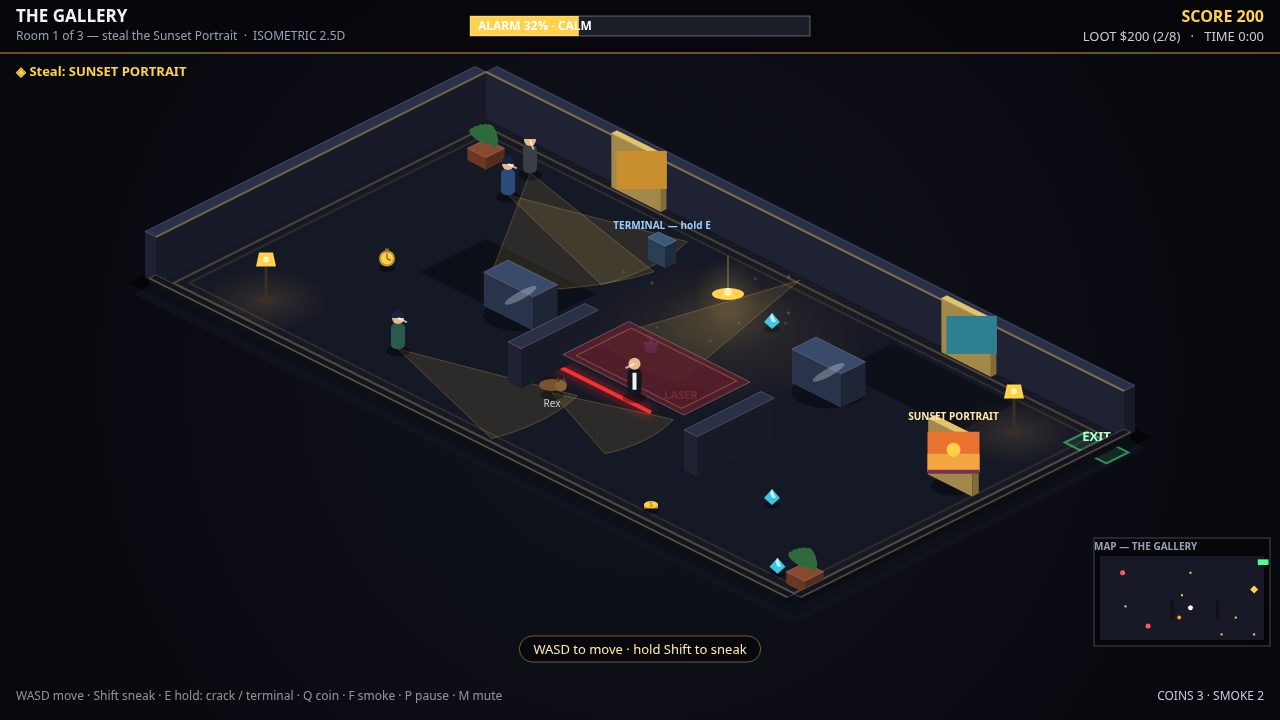 THE GALLERY
Room 1 of 3 — steal the Sunset Portrait · ISOMETRIC 2.5D
ALARM 32% · CALM
SCORE 200
LOOT $200 (2/8) · TIME 0:00
◈ Steal: SUNSET PORTRAIT
TERMINAL — hold E
LASER
Rex
SUNSET PORTRAIT
EXIT
MAP — THE GALLERY
WASD to move · hold Shift to sneak
WASD move · Shift sneak · E hold: crack / terminal · Q coin · F smoke · P pause · M mute
COINS 3 · SMOKE 2